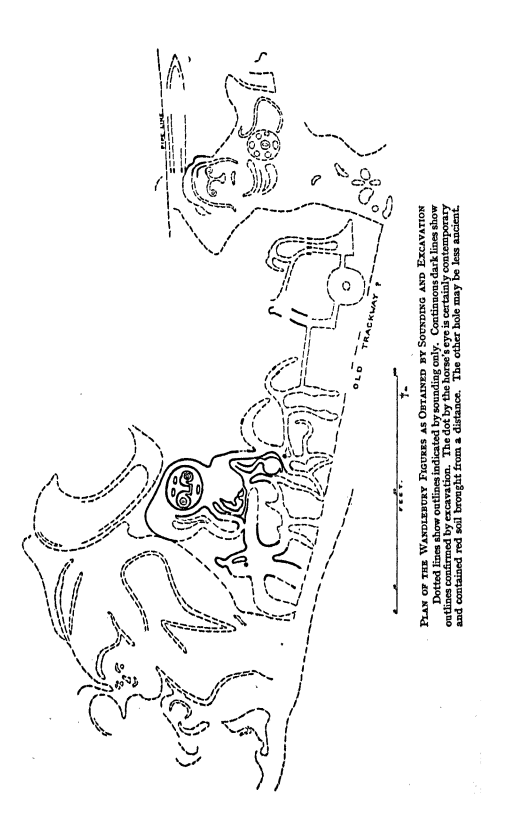 PIPE LINE
OLD TRACKWAY ?
FEET.
PLAN OF THE WANDLEBURY FIGURES AS OBTAINED BY SOUNDING AND EXCAVATION
Dotted lines show outlines indicated by sounding only. Continuous dark lines show
outlines confirmed by excavation. The dot by the horse's eye is certainly contemporary
and contained red soil brought from a distance. The other hole may be less ancient.